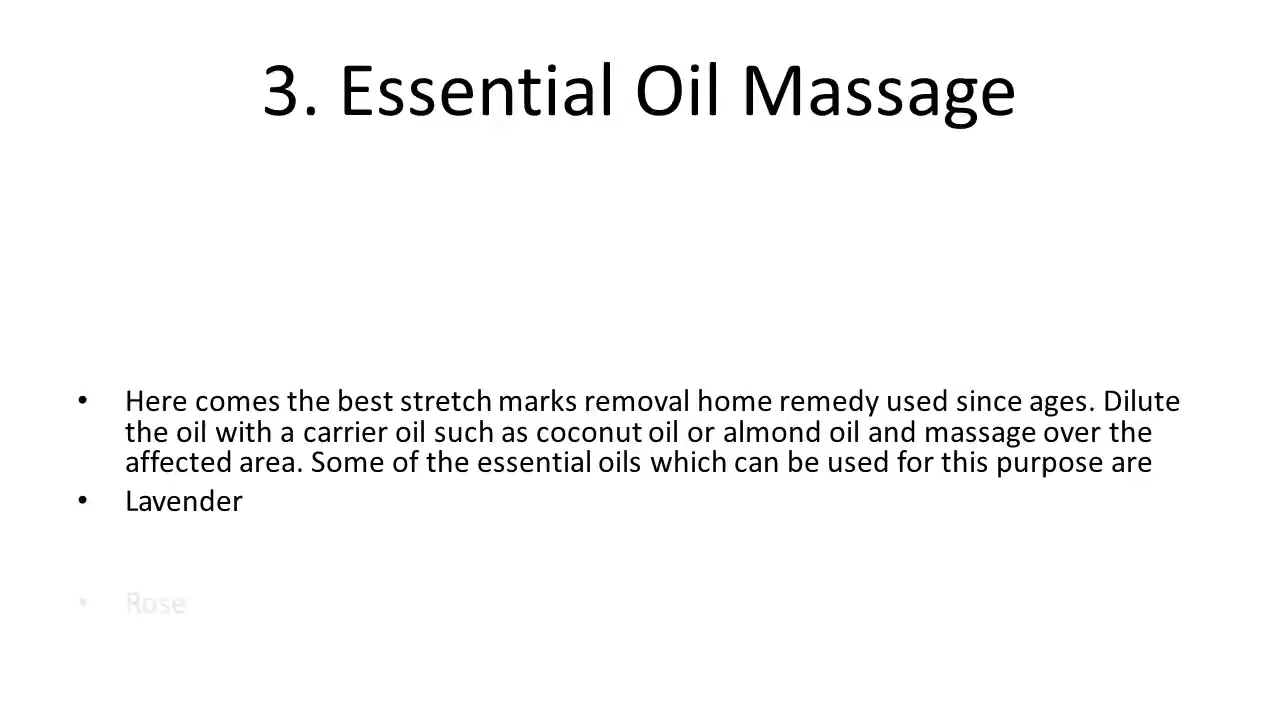 3. Essential Oil Massage
• Here comes the best stretch marks removal home remedy used since ages. Dilute
the oil with a carrier oil such as coconut oil or almond oil and massage over the
affected area. Some of the essential oils which can be used for this purpose are
• Lavender
• Rose